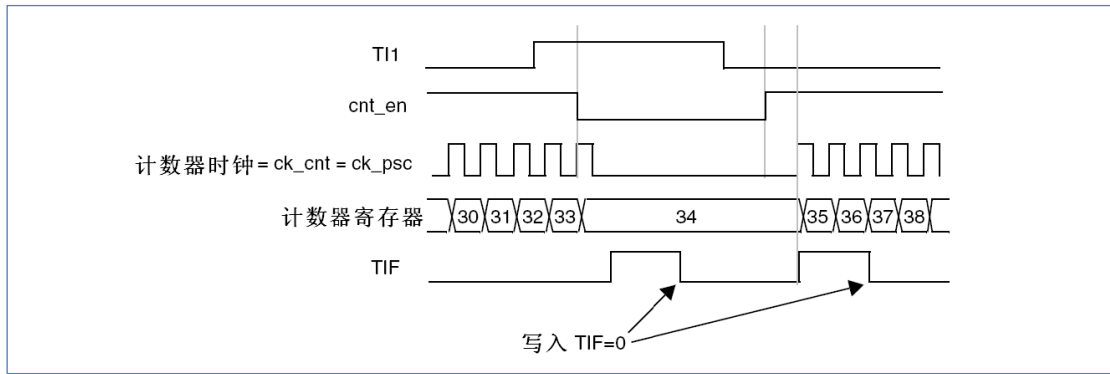 TI1
cnt_en
计数器时钟 = ck_cnt = ck_psc
计数器寄存器 30 31 32 33 34 35 36 37 38
TIF
写入 TIF=0